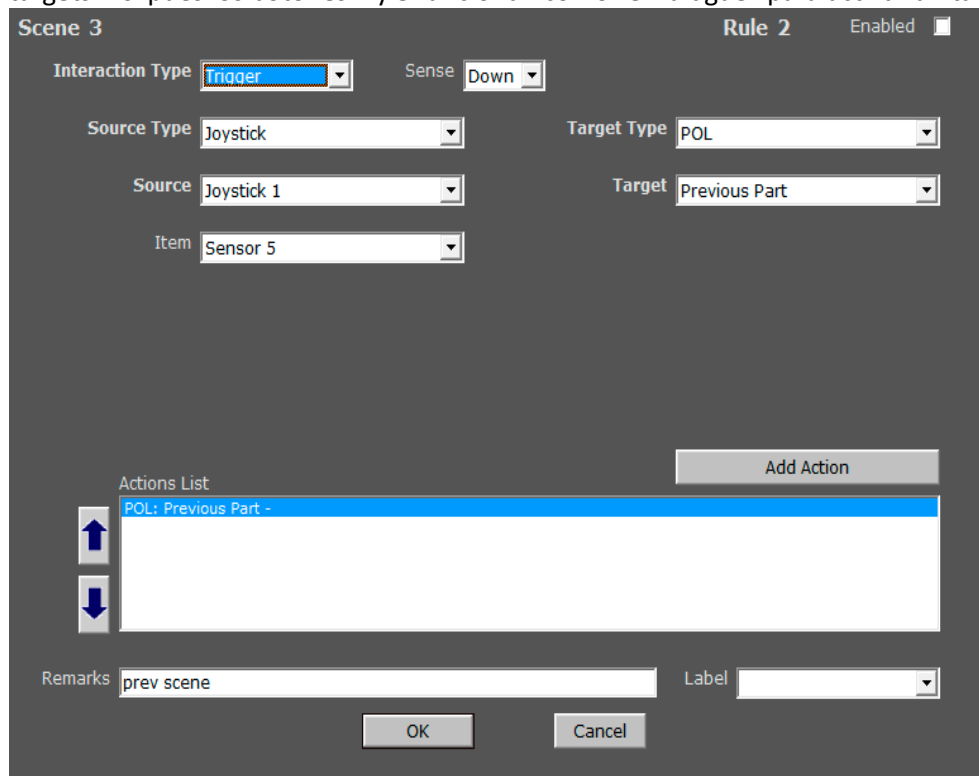 Scene 3 Rule 2 Enabled
Interaction Type Trigger Sense Down
Source Type Joystick Target Type POL
Source Joystick 1 Target Previous Part
Item Sensor 5
Add Action
Actions List
POL: Previous Part -
Remarks prev scene Label
OK Cancel